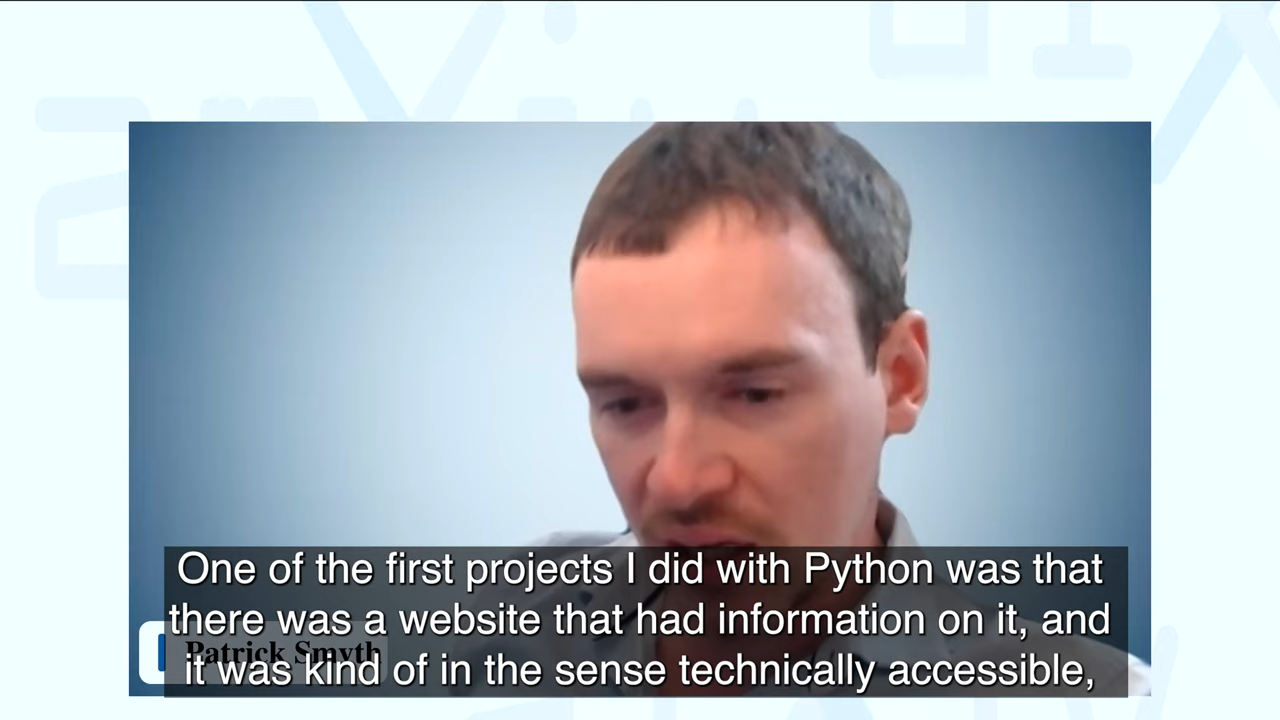 One of the first projects I did with Python was that
there was a website that had information on it, and
it was kind of in the sense technically accessible,
Patrick Smyth